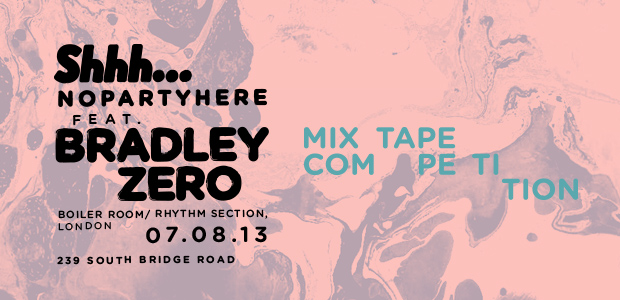 Shhh...
NOPARTYHERE
FEAT.
BRADLEY
ZERO
BOILER ROOM/ RHYTHM SECTION,
LONDON
07.08.13
239 SOUTH BRIDGE ROAD
MIX TAPE
COM PE TI
TION